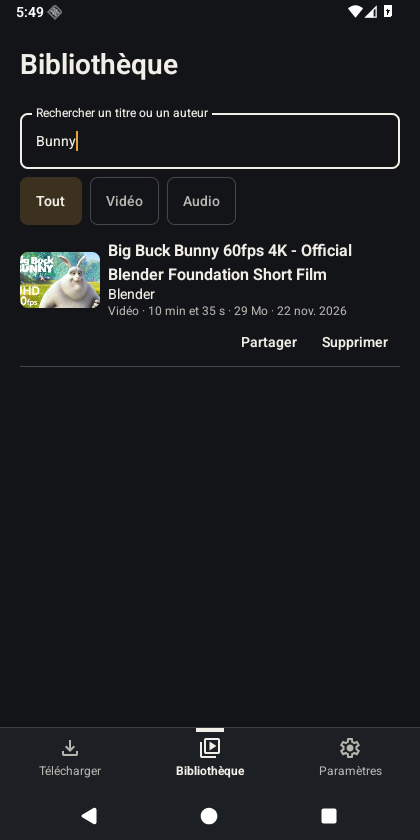 5:49
Bibliothèque
Rechercher un titre ou un auteur
Bunny
Tout
Vidéo
Audio
Big Buck Bunny 60fps 4K - Official
Blender Foundation Short Film
Blender
Vidéo · 10 min et 35 s · 29 Mo · 22 nov. 2026
Partager
Supprimer
Télécharger
Bibliothèque
Paramètres